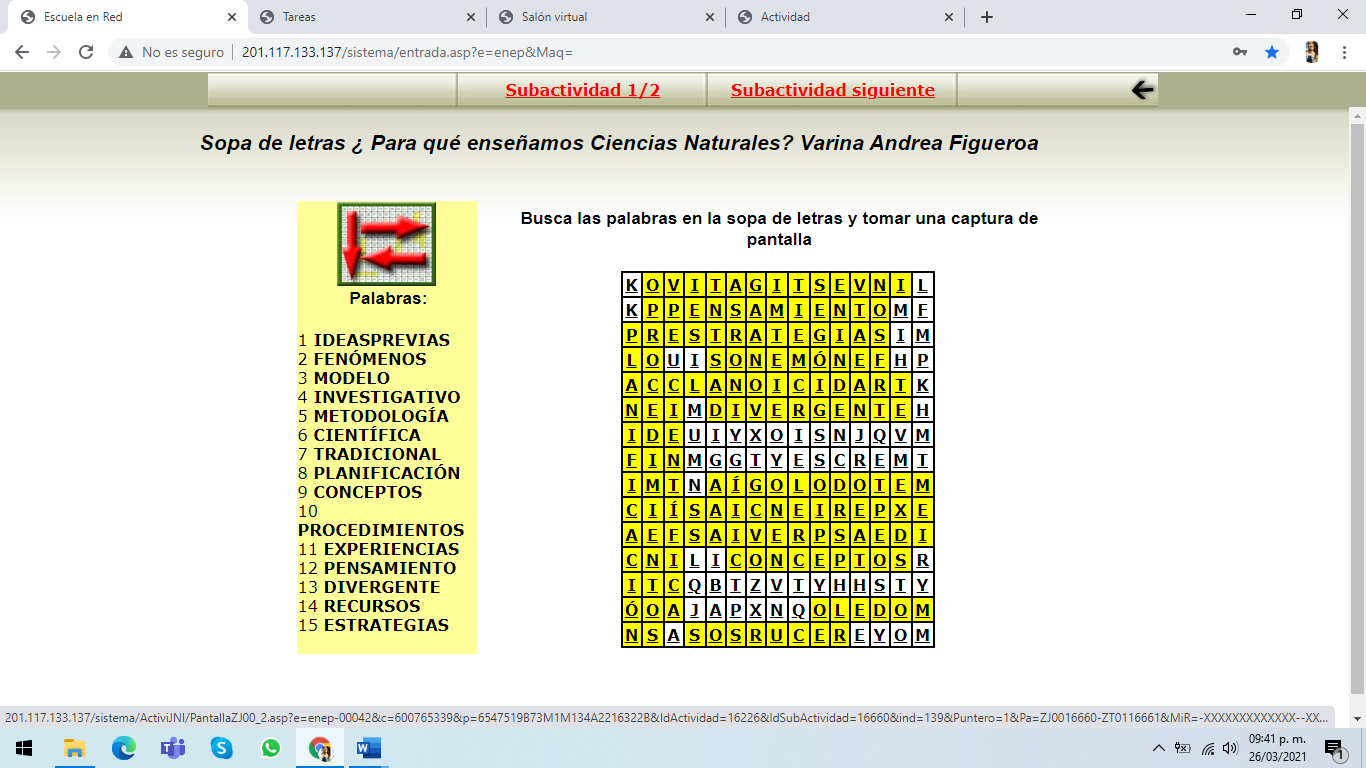 Escuela en Red
Tareas
Salón virtual
Actividad
No es seguro
201.117.133.137/sistema/entrada.asp?e=enep&Maq=
Subactividad 1/2
Subactividad siguiente
Sopa de letras ¿ Para qué enseñamos Ciencias Naturales? Varina Andrea Figueroa
Palabras:
1 IDEASPREVIAS
2 FENÓMENOS
3 MODELO
4 INVESTIGATIVO
5 METODOLOGÍA
6 CIENTÍFICA
7 TRADICIONAL
8 PLANIFICACIÓN
9 CONCEPTOS
10
PROCEDIMIENTOS
11 EXPERIENCIAS
12 PENSAMIENTO
13 DIVERGENTE
14 RECURSOS
15 ESTRATEGIAS
Busca las palabras en la sopa de letras y tomar una captura de
pantalla
K O V I T A G I T S E V N I L
K P P E N S A M I E N T O M F
P R E S T R A T E G I A S I M
L O U I S O N E M Ó N E F H P
A C C L A N O I C I D A R T K
N E I M D I V E R G E N T E H
I D E U I Y X O I S N J Q V M
F I N M G G T Y E S C R E M T
I M T N A Í G O L O D O T E M
C I Í S A I C N E I R E P X E
A E F S A I V E R P S A E D I
C N I L I C O N C E P T O S R
I T C Q B T Z V T Y H H S T Y
Ó O A J A P X N Q O L E D O M
N S A S O S R U C E R E Y O M
201.117.133.137/sistema/ActiviJNI/PantallaZJ00_2.asp?e=enep-00042&c=600765339&p=6547519B73M1M134A2216322B&IdActividad=16226&IdSubActividad=16660&ind=139&Puntero=1&Pa=ZJ0016660-ZT0116661&MiR=-XXXXXXXXXXXXX--XX...
09:41 p. m.
26/03/2021
1